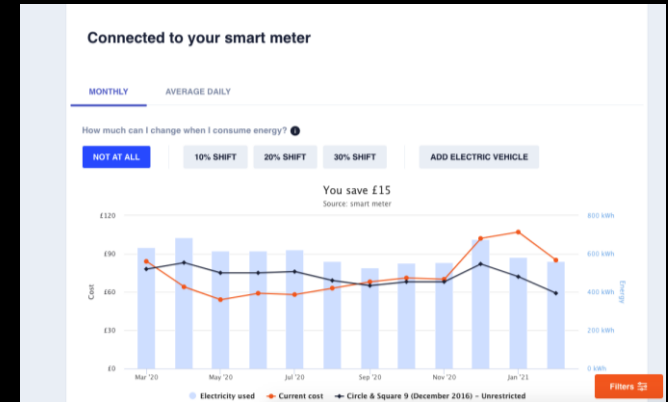 Connected to your smart meter
MONTHLY AVERAGE DAILY
How much can I change when I consume energy? i
NOT AT ALL 10% SHIFT 20% SHIFT 30% SHIFT ADD ELECTRIC VEHICLE
You save £15
Source: smart meter
£120 800 kWh
£90 600 kWh
Cost £60 400 kWh Energy
£30 200 kWh
£0 0 kWh
Mar '20 May '20 Jul '20 Sep '20 Nov '20 Jan '21
Filters
Electricity used Current cost Circle & Square 9 (December 2016) - Unrestricted